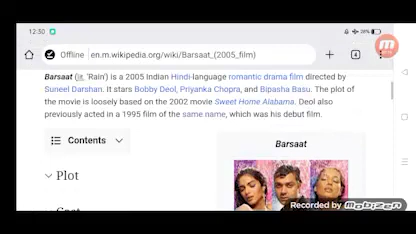 12:30
28%
Offline en.m.wikipedia.org/wiki/Barsaat_(2005_film)
4
Barsaat (lit. 'Rain') is a 2005 Indian Hindi-language romantic drama film directed by
Suneel Darshan. It stars Bobby Deol, Priyanka Chopra, and Bipasha Basu. The plot of
the movie is loosely based on the 2002 movie Sweet Home Alabama. Deol also
previously acted in a 1995 film of the same name, which was his debut film.
Contents
Barsaat
Plot
Cast
Recorded by mobizen